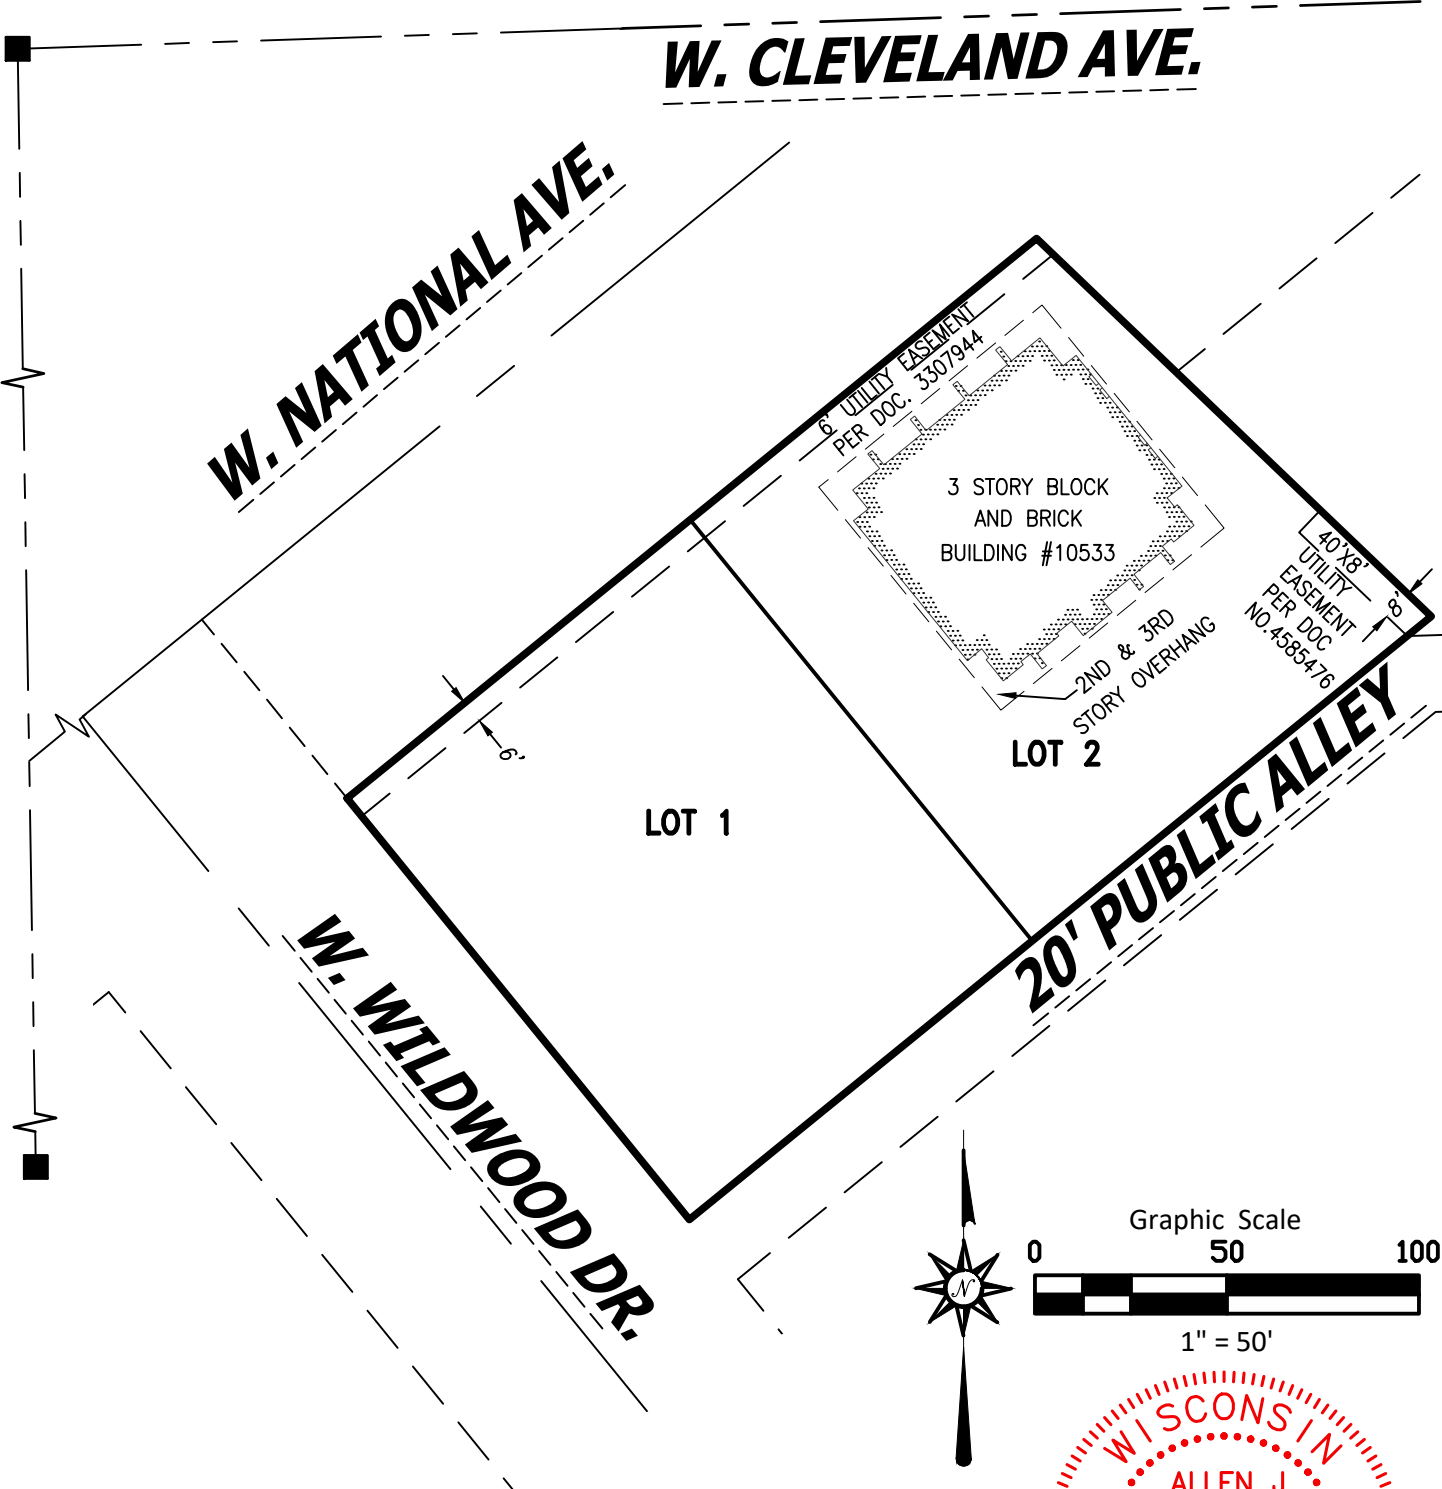 W. CLEVELAND AVE.
W. NATIONAL AVE.
6' UTILITY EASEMENT
PER DOC. 3307944
3 STORY BLOCK
AND BRICK
BUILDING #10533
40'X8'
UTILITY
EASEMENT
PER DOC
NO.4585476
8'
2ND & 3RD
STORY OVERHANG
LOT 2
6'
LOT 1
20' PUBLIC ALLEY
W. WILDWOOD DR.
N
Graphic Scale
0 50 100
1" = 50'
WISCONSIN
ALLEN J.